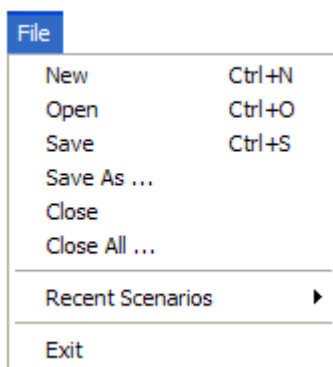 File
New Ctrl+N
Open Ctrl+O
Save Ctrl+S
Save As ...
Close
Close All ...
Recent Scenarios
Exit